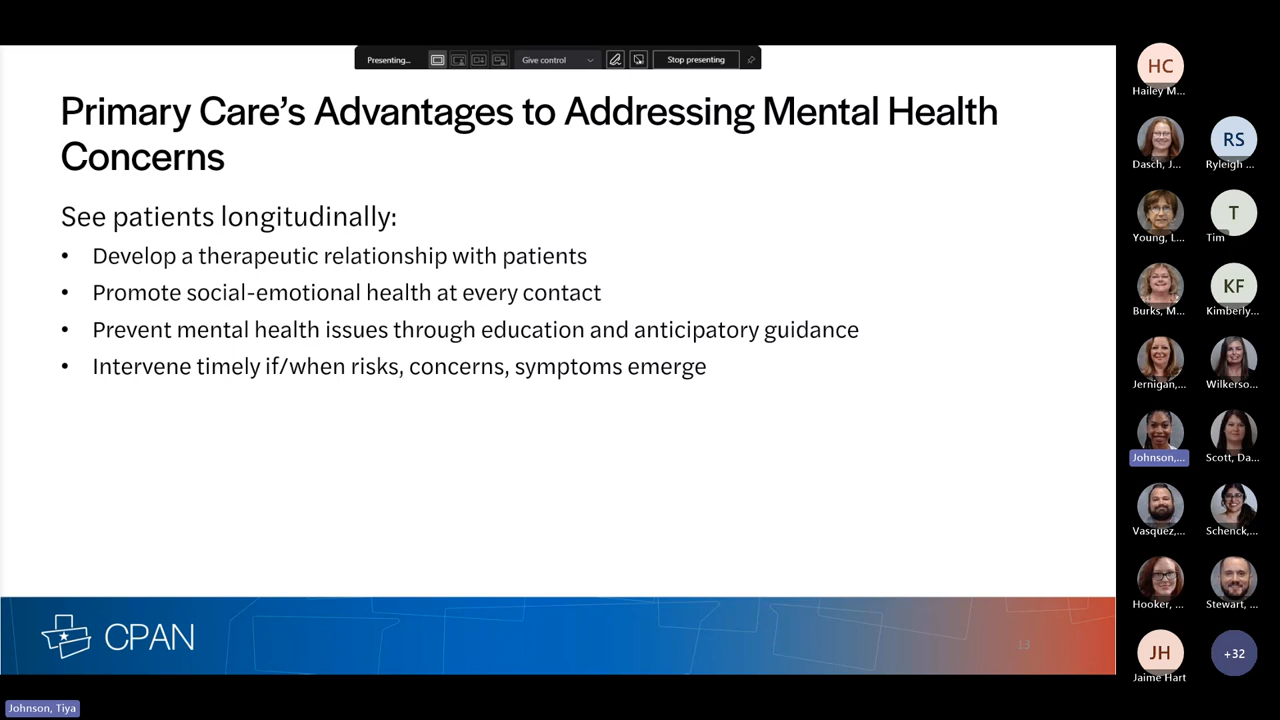 Presenting...
Give control
Stop presenting
Primary Care's Advantages to Addressing Mental Health
Concerns
See patients longitudinally:
• Develop a therapeutic relationship with patients
• Promote social-emotional health at every contact
• Prevent mental health issues through education and anticipatory guidance
• Intervene timely if/when risks, concerns, symptoms emerge
CPAN
13
HC
Hailey M...
Dasch, J...
RS
Ryleigh ...
Young, L...
T
Tim
Burks, M...
KF
Kimberly...
Jernigan,...
Wilkerso...
Johnson,...
Scott, Da...
Vasquez,...
Schenck,...
Hooker, ...
Stewart, ...
JH
Jaime Hart
+32
Johnson, Tiya